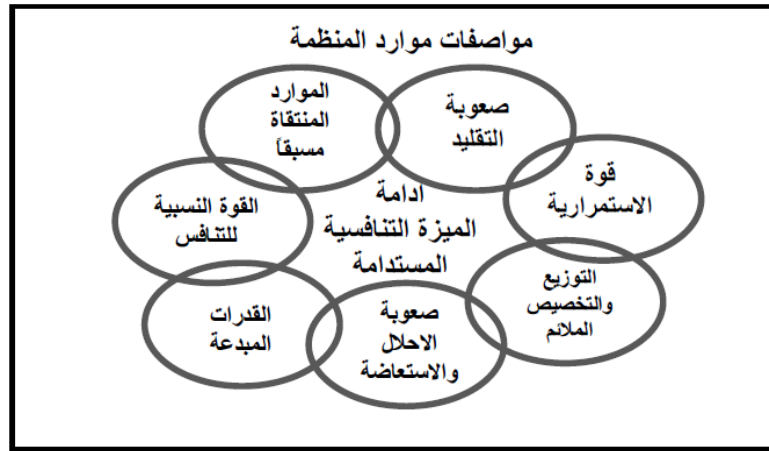 مواصفات موارد المنظمة
صعوبة
التقليد
قوة
الاستمرارية
التوزيع
والتخصيص
الملائم
صعوبة
الاحلال
والاستعاضة
القدرات
المبدعة
القوة النسبية
للتنافس
الموارد
المنتقاة
مسبقاً
ادامة
الميزة التنافسية
المستدامة